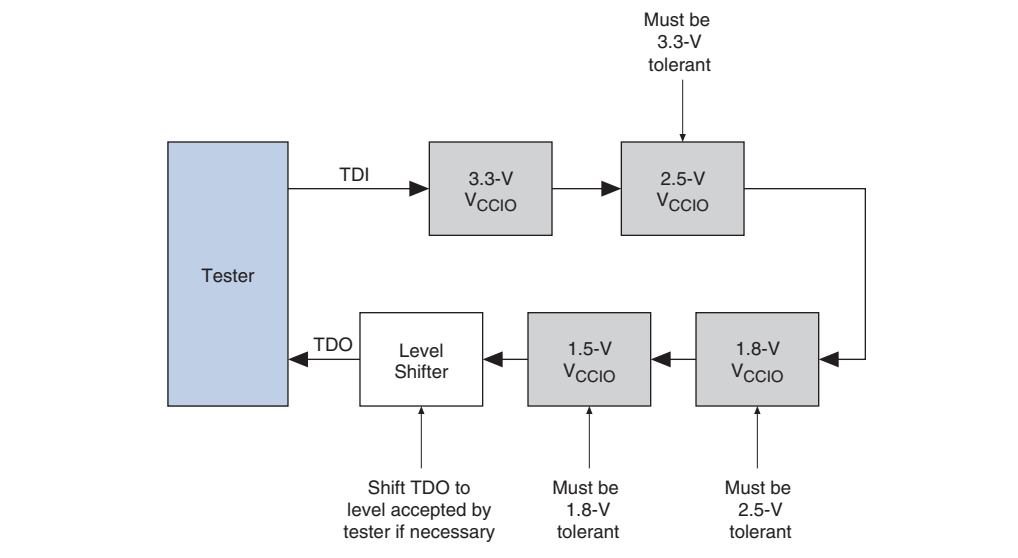 Must be
3.3-V
tolerant
TDI
3.3-V
VCCIO
2.5-V
VCCIO
Tester
TDO
Level
Shifter
1.5-V
VCCIO
1.8-V
VCCIO
Shift TDO to
level accepted by
tester if necessary
Must be
1.8-V
tolerant
Must be
2.5-V
tolerant